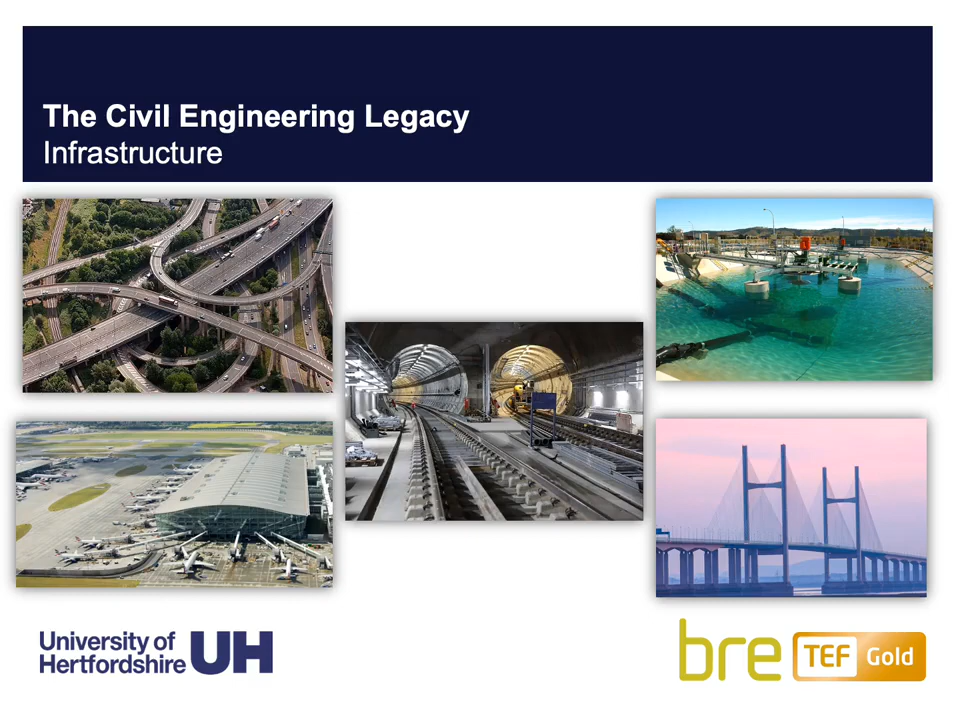 The Civil Engineering Legacy
Infrastructure
University of
Hertfordshire UH
bre
TEF Gold